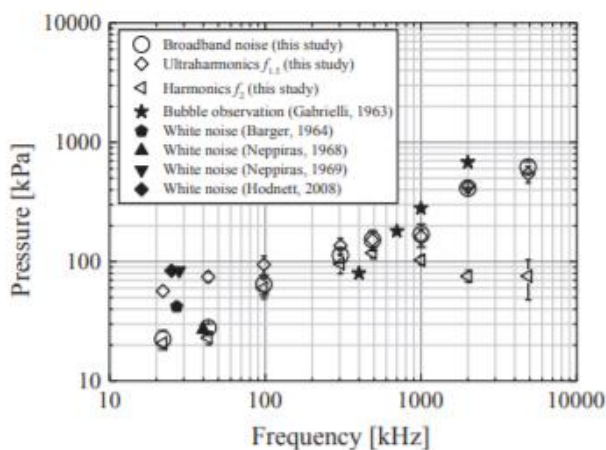 10000
Broadband noise (this study)
Ultraharmonics f1.5 (this study)
Harmonics f2 (this study)
Bubble observation (Gabrielli, 1963)
White noise (Barger, 1964)
White noise (Neppiras, 1968)
White noise (Neppiras, 1969)
White noise (Hodnett, 2008)
1000
100
10
Pressure [kPa]
10 100 1000 10000
Frequency [kHz]